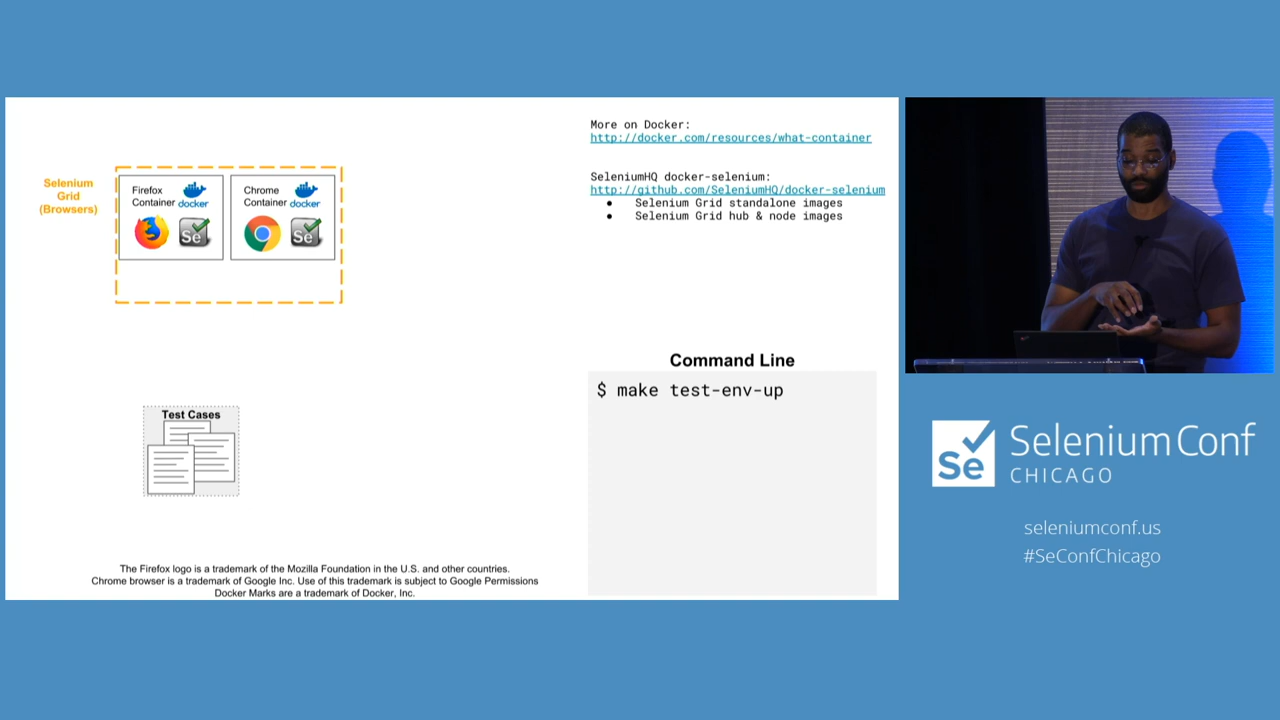 Selenium
Grid
(Browsers)
Firefox
Container
docker
Se
Chrome
Container
docker
Se
More on Docker:
http://docker.com/resources/what-container
SeleniumHQ docker-selenium:
http://github.com/SeleniumHQ/docker-selenium
● Selenium Grid standalone images
● Selenium Grid hub & node images
Test Cases
Command Line
$ make test-env-up
The Firefox logo is a trademark of the Mozilla Foundation in the U.S. and other countries.
Chrome browser is a trademark of Google Inc. Use of this trademark is subject to Google Permissions
Docker Marks are a trademark of Docker, Inc.
Se
SeleniumConf
CHICAGO
seleniumconf.us
#SeConfChicago